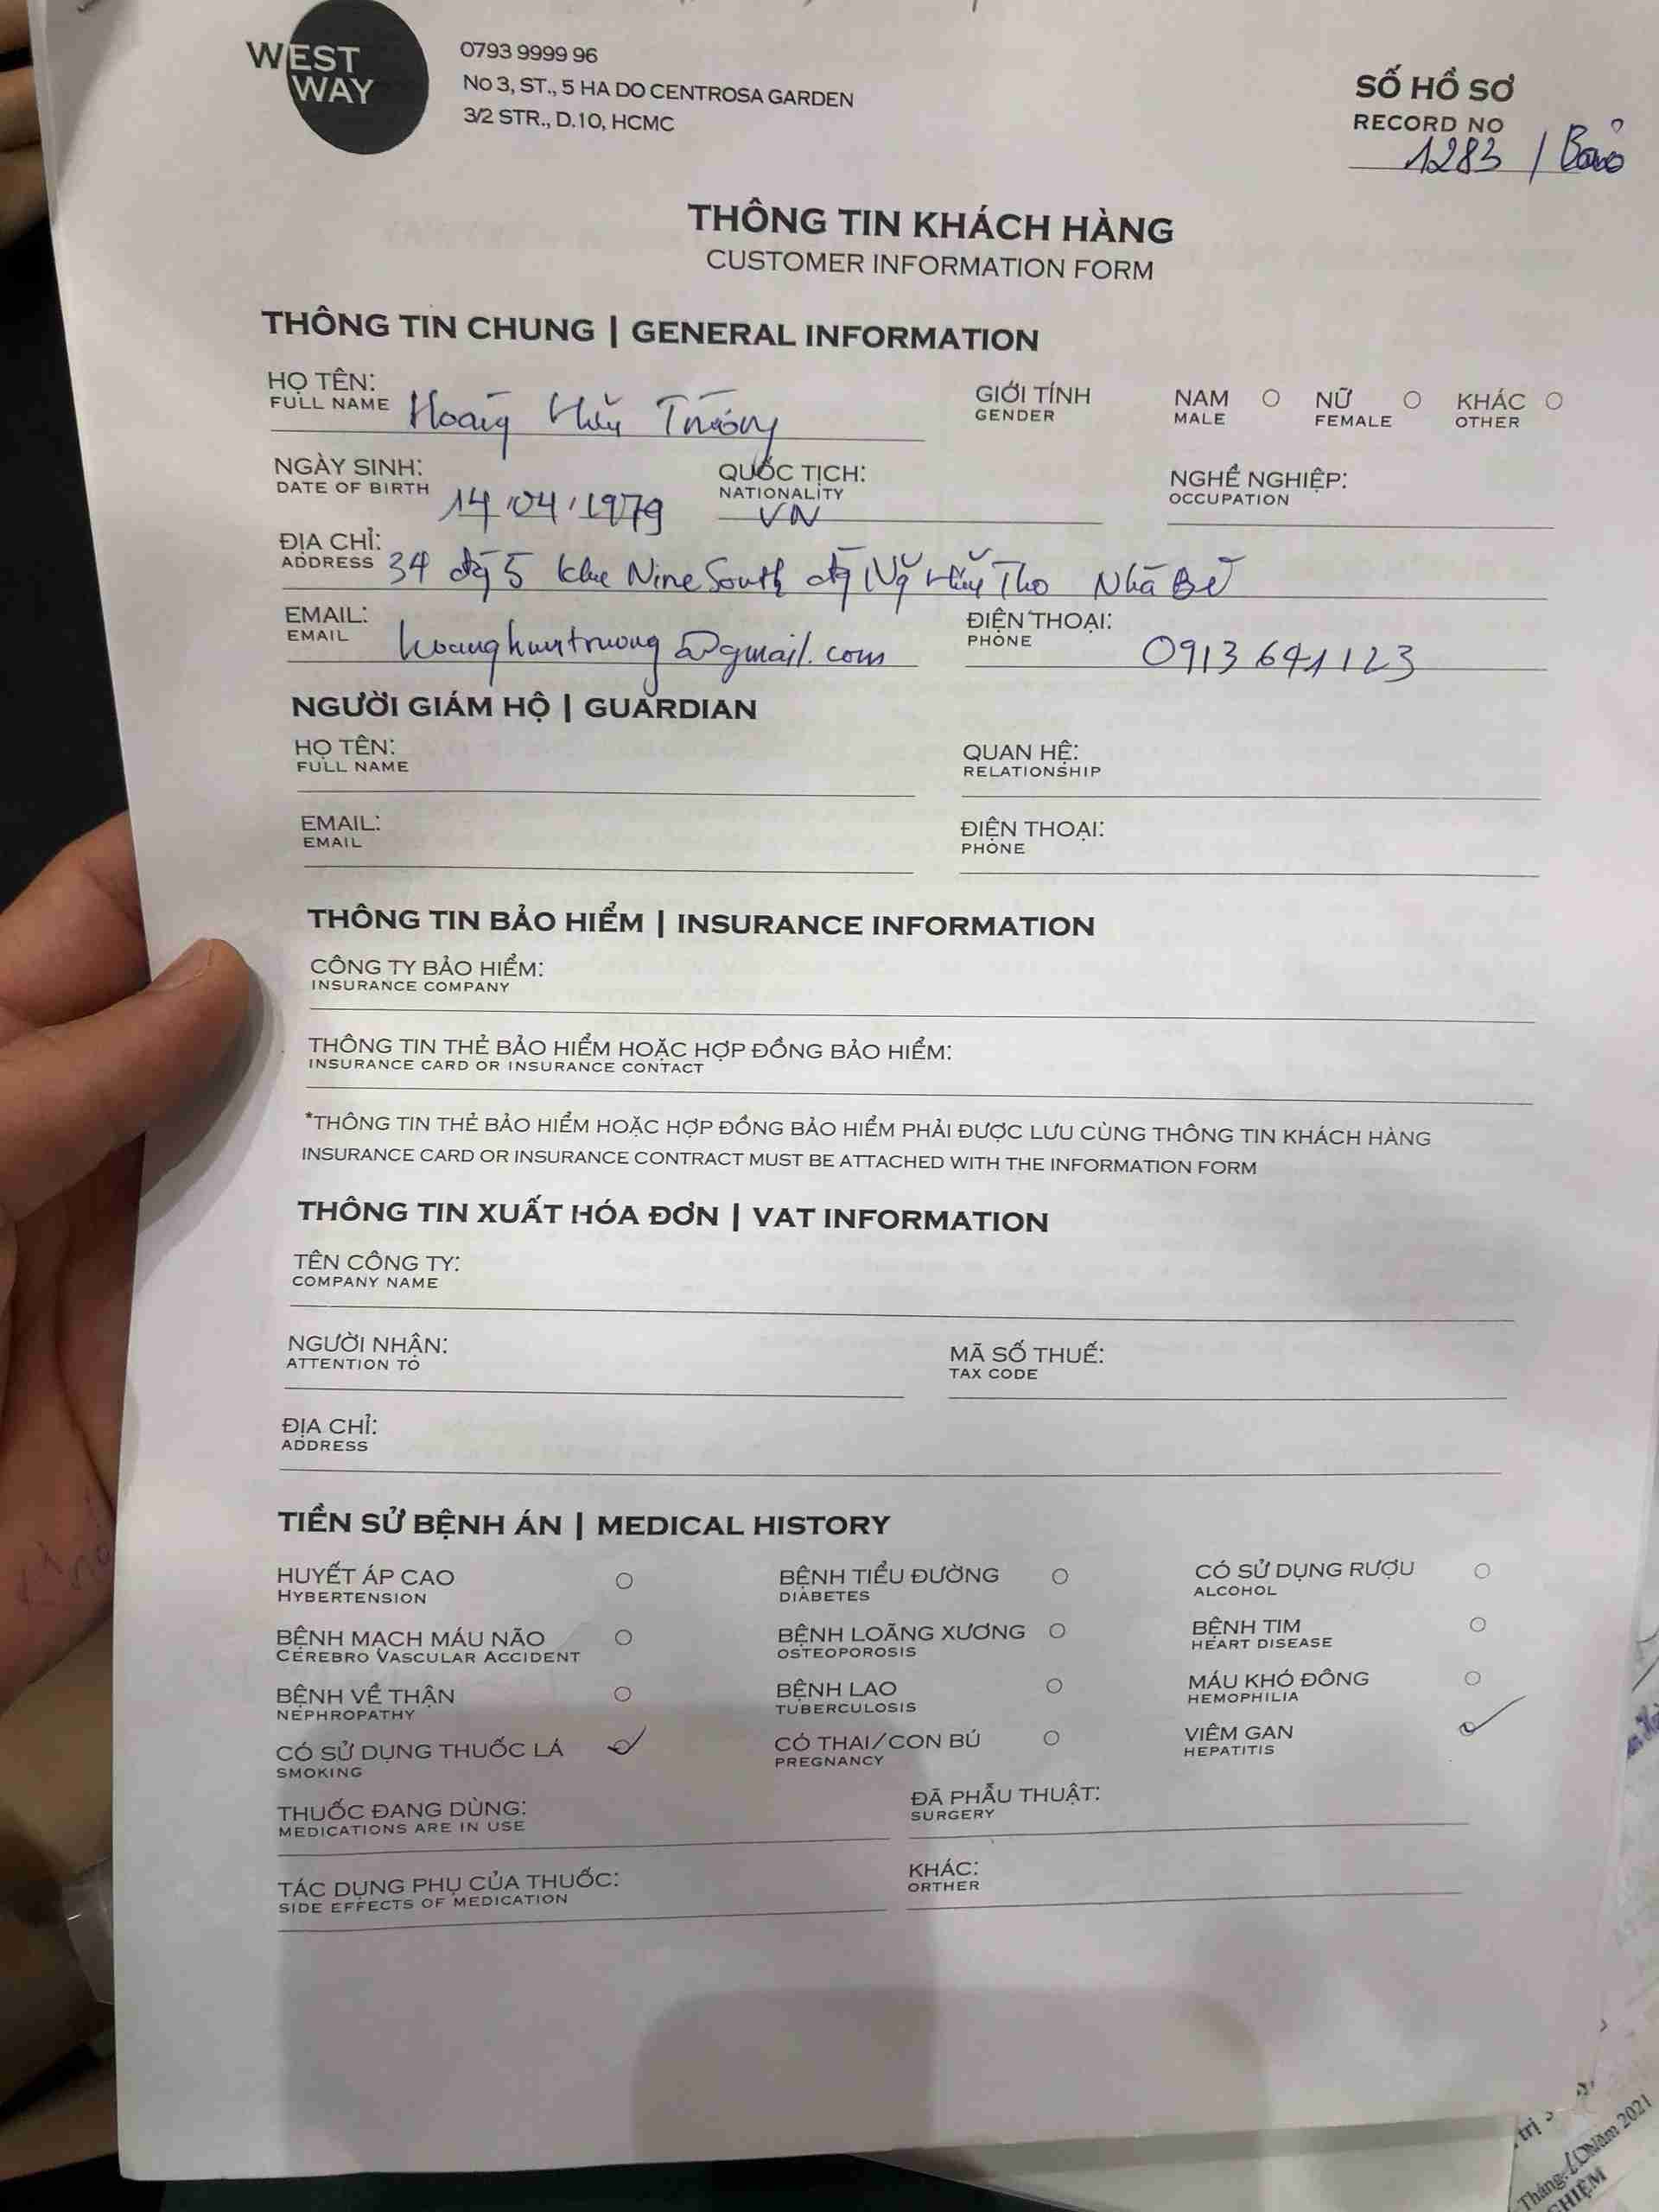 WEST
WAY
0793 9999 96
No 3, ST., 5 HA DO CENTROSA GARDEN
3/2 STR., D.10, HCMC
SỐ HỒ SƠ
RECORD NO
1283 / Bảo
THÔNG TIN KHÁCH HÀNG
CUSTOMER INFORMATION FORM
THÔNG TIN CHUNG | GENERAL INFORMATION
HỌ TÊN: Hoàng Hữu Trường
FULL NAME
GIỚI TÍNH NAM NỮ KHÁC
GENDER MALE FEMALE OTHER
NGÀY SINH: 14/04/1979 QUỐC TỊCH: VN NGHỀ NGHIỆP:
DATE OF BIRTH NATIONALITY OCCUPATION
ĐỊA CHỈ:
ADDRESS 34 đg 5 khu Nine South đg Ng Hữu Thọ Nhà Bè
EMAIL: ĐIỆN THOẠI:
EMAIL hoanghuutruong@gmail.com PHONE 0913 641 123
NGƯỜI GIÁM HỘ | GUARDIAN
HỌ TÊN: QUAN HỆ:
FULL NAME RELATIONSHIP
EMAIL: ĐIỆN THOẠI:
EMAIL PHONE
THÔNG TIN BẢO HIỂM | INSURANCE INFORMATION
CÔNG TY BẢO HIỂM:
INSURANCE COMPANY
THÔNG TIN THẺ BẢO HIỂM HOẶC HỢP ĐỒNG BẢO HIỂM:
INSURANCE CARD OR INSURANCE CONTACT
*THÔNG TIN THẺ BẢO HIỂM HOẶC HỢP ĐỒNG BẢO HIỂM PHẢI ĐƯỢC LƯU CÙNG THÔNG TIN KHÁCH HÀNG
INSURANCE CARD OR INSURANCE CONTRACT MUST BE ATTACHED WITH THE INFORMATION FORM
THÔNG TIN XUẤT HÓA ĐƠN | VAT INFORMATION
TÊN CÔNG TY:
COMPANY NAME
NGƯỜI NHẬN: MÃ SỐ THUẾ:
ATTENTION TO TAX CODE
ĐỊA CHỈ:
ADDRESS
TIỀN SỬ BỆNH ÁN | MEDICAL HISTORY
HUYẾT ÁP CAO BỆNH TIỂU ĐƯỜNG CÓ SỬ DỤNG RƯỢU
HYBERTENSION DIABETES ALCOHOL
BỆNH MẠCH MÁU NÃO BỆNH LOÃNG XƯƠNG BỆNH TIM
CEREBRO VASCULAR ACCIDENT OSTEOPOROSIS HEART DISEASE
BỆNH VỀ THẬN BỆNH LAO MÁU KHÓ ĐÔNG
NEPHROPATHY TUBERCULOSIS HEMOPHILIA
CÓ SỬ DỤNG THUỐC LÁ ✓ CÓ THAI/CON BÚ VIÊM GAN ✓
SMOKING PREGNANCY HEPATITIS
THUỐC ĐANG DÙNG: ĐÃ PHẪU THUẬT:
MEDICATIONS ARE IN USE SURGERY
TÁC DỤNG PHỤ CỦA THUỐC: KHÁC:
SIDE EFFECTS OF MEDICATION ORTHER
trị
Tháng 10 Năm 2021